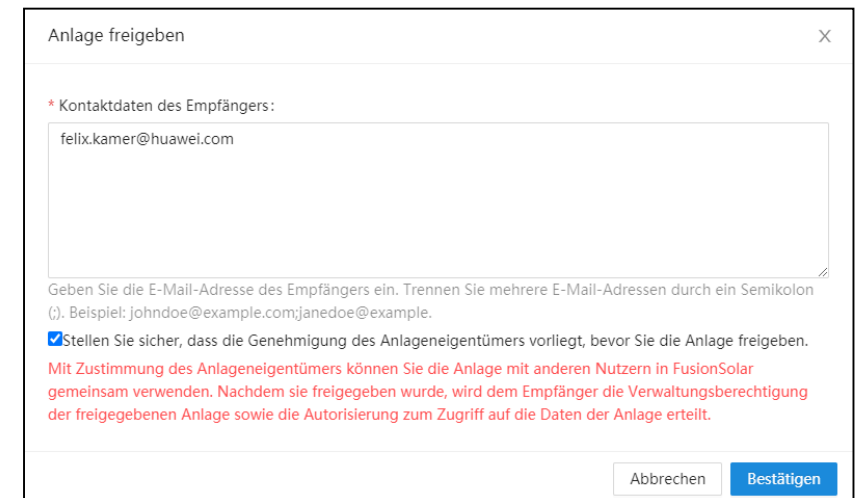 Anlage freigeben X
* Kontaktdaten des Empfängers:
felix.kamer@huawei.com
Geben Sie die E-Mail-Adresse des Empfängers ein. Trennen Sie mehrere E-Mail-Adressen durch ein Semikolon
(;). Beispiel: johndoe@example.com;janedoe@example.
Stellen Sie sicher, dass die Genehmigung des Anlageneigentümers vorliegt, bevor Sie die Anlage freigeben.
Mit Zustimmung des Anlageneigentümers können Sie die Anlage mit anderen Nutzern in FusionSolar
gemeinsam verwenden. Nachdem sie freigegeben wurde, wird dem Empfänger die Verwaltungsberechtigung
der freigegebenen Anlage sowie die Autorisierung zum Zugriff auf die Daten der Anlage erteilt.
Abbrechen Bestätigen